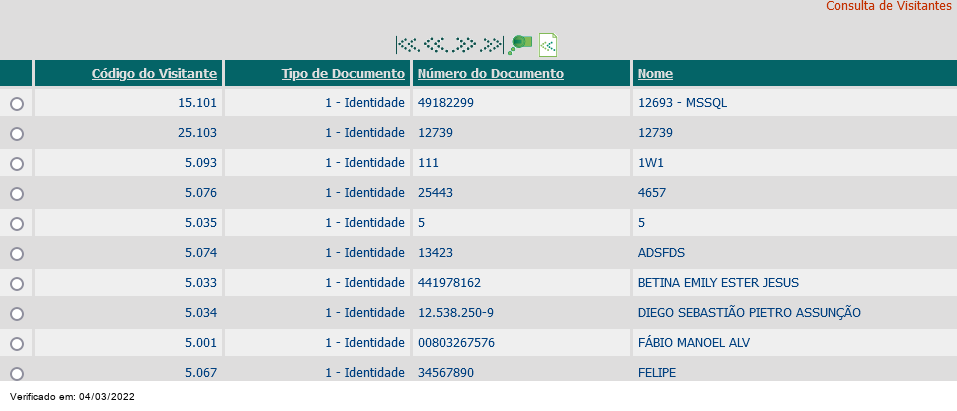 Consulta de Visitantes
Código do Visitante Tipo de Documento Número do Documento Nome
15.101 1 - Identidade 49182299 12693 - MSSQL
25.103 1 - Identidade 12739 12739
5.093 1 - Identidade 111 1W1
5.076 1 - Identidade 25443 4657
5.035 1 - Identidade 5 5
5.074 1 - Identidade 13423 ADSFDS
5.033 1 - Identidade 441978162 BETINA EMILY ESTER JESUS
5.034 1 - Identidade 12.538.250-9 DIEGO SEBASTIÃO PIETRO ASSUNÇÃO
5.001 1 - Identidade 00803267576 FÁBIO MANOEL ALV
5.067 1 - Identidade 34567890 FELIPE
Verificado em: 04/03/2022